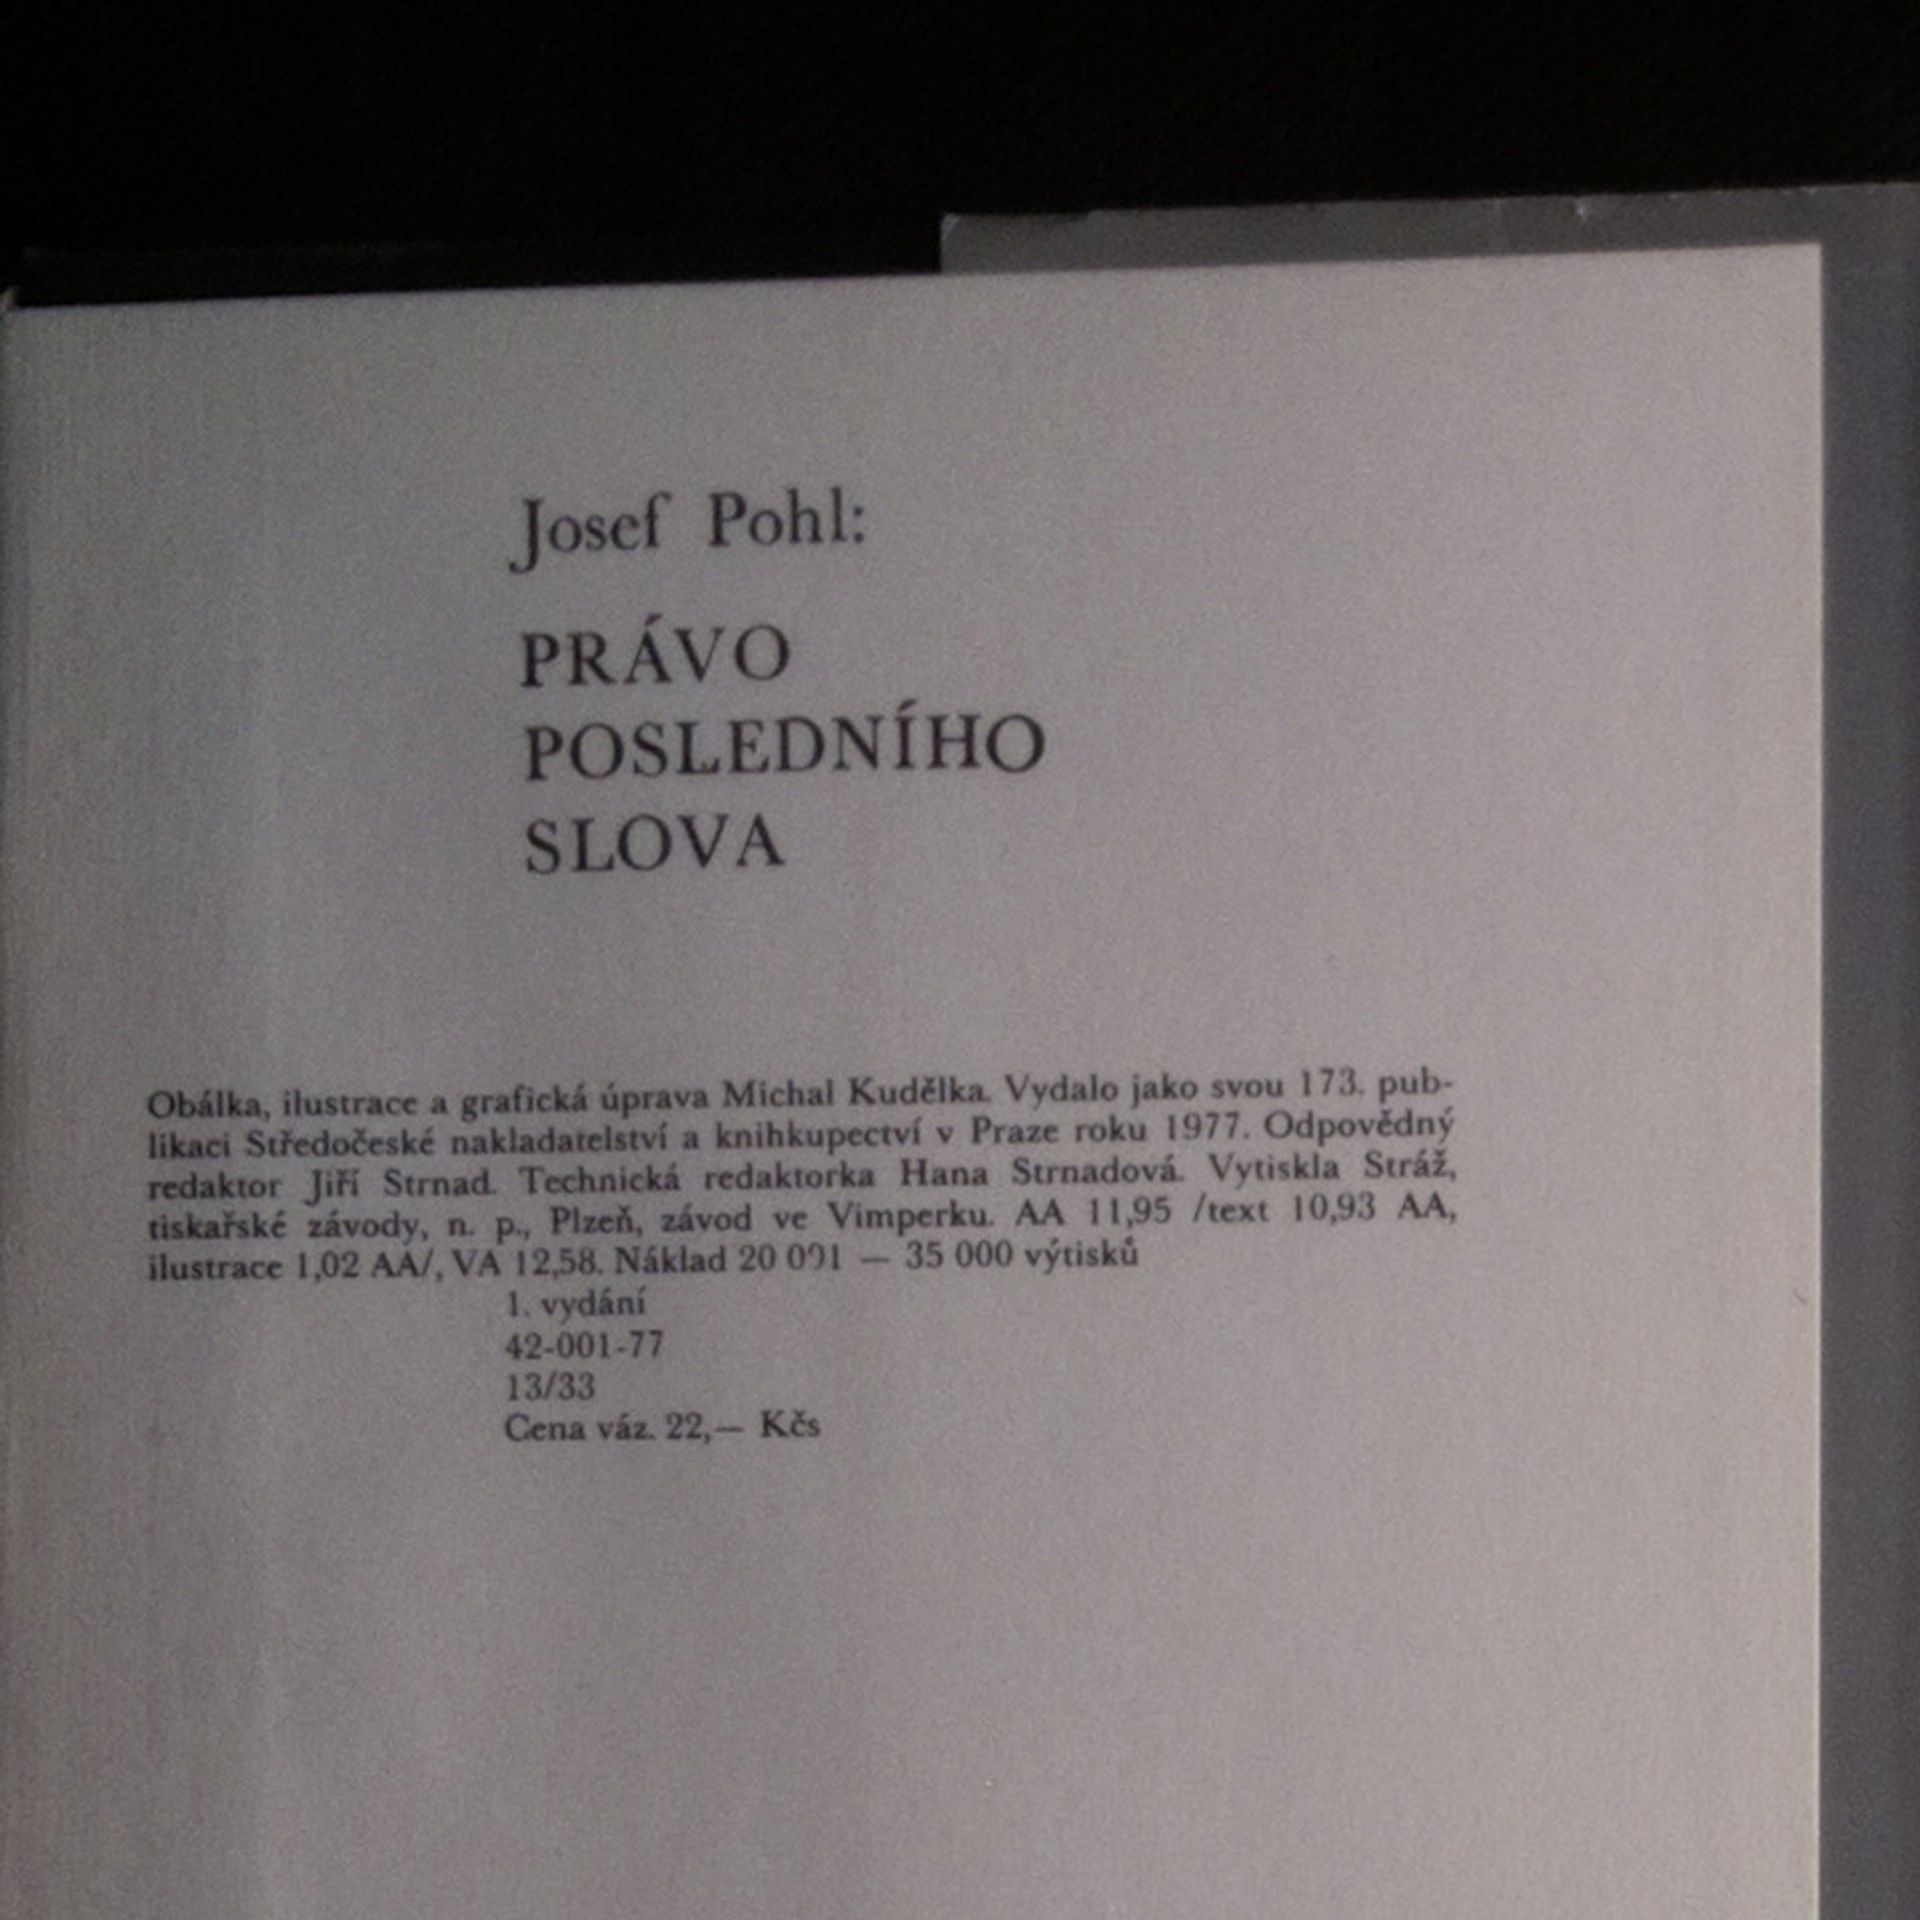 Josef Pohl:
PRÁVO
POSLEDNÍHO
SLOVA
Obálka, ilustrace a grafická úprava Michal Kudělka. Vydalo jako svou 173. pub-
likaci Středočeské nakladatelství a knihkupectví v Praze roku 1977. Odpovědný
redaktor Jiří Strnad. Technická redaktorka Hana Strnadová. Vytiskla Stráž,
tiskařské závody, n. p., Plzeň, závod ve Vimperku. AA 11,95 /text 10,93 AA,
ilustrace 1,02 AA/, VA 12,58. Náklad 20 001 — 35 000 výtisků
1. vydání
42-001-77
13/33
Cena váz. 22,— Kčs